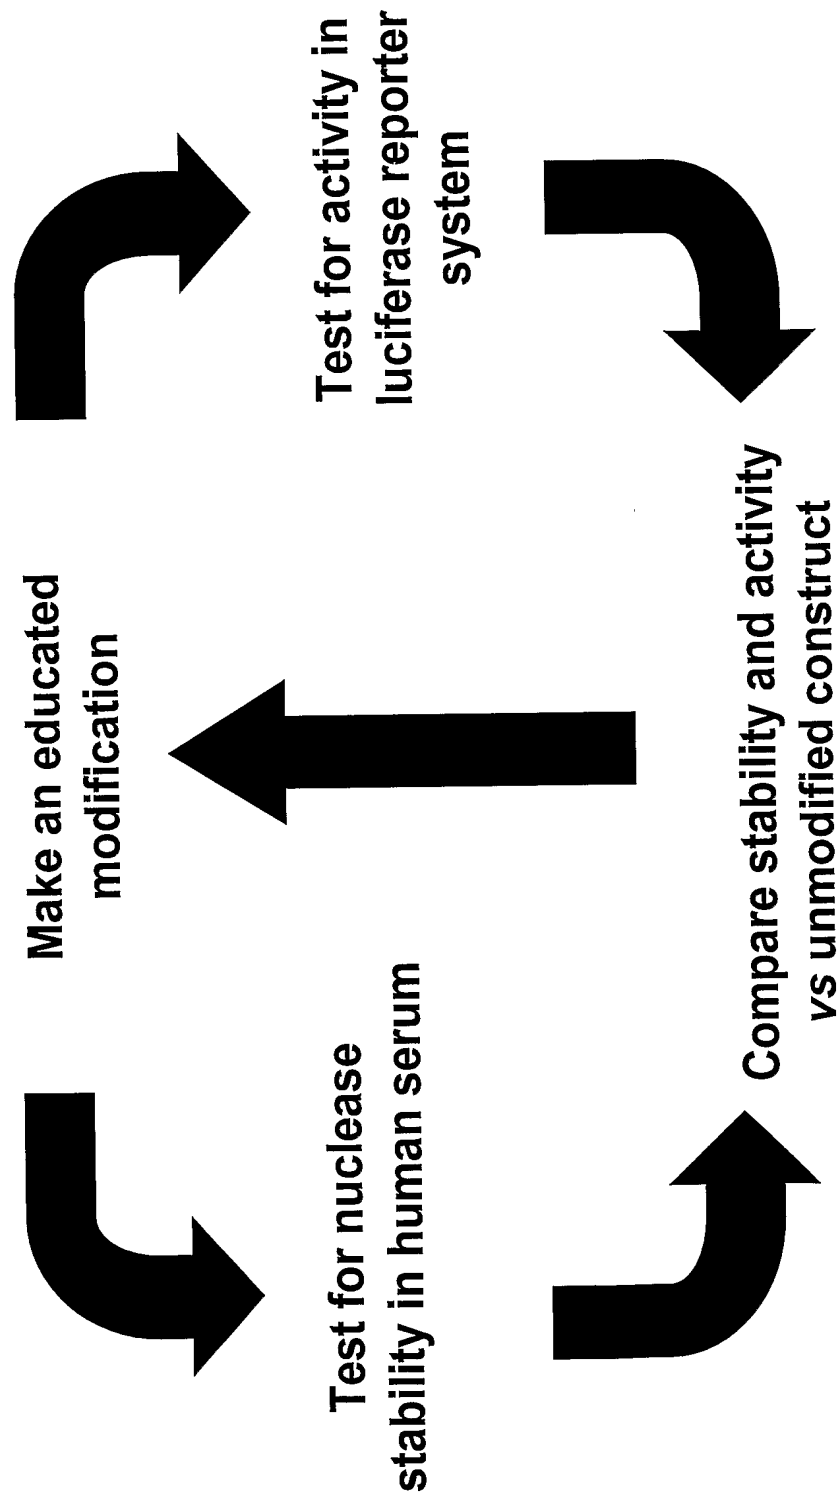 Make an educated
modification
Test for nuclease
stability in human serum
Test for activity in
luciferase reporter
system
Compare stability and activity
vs unmodified construct